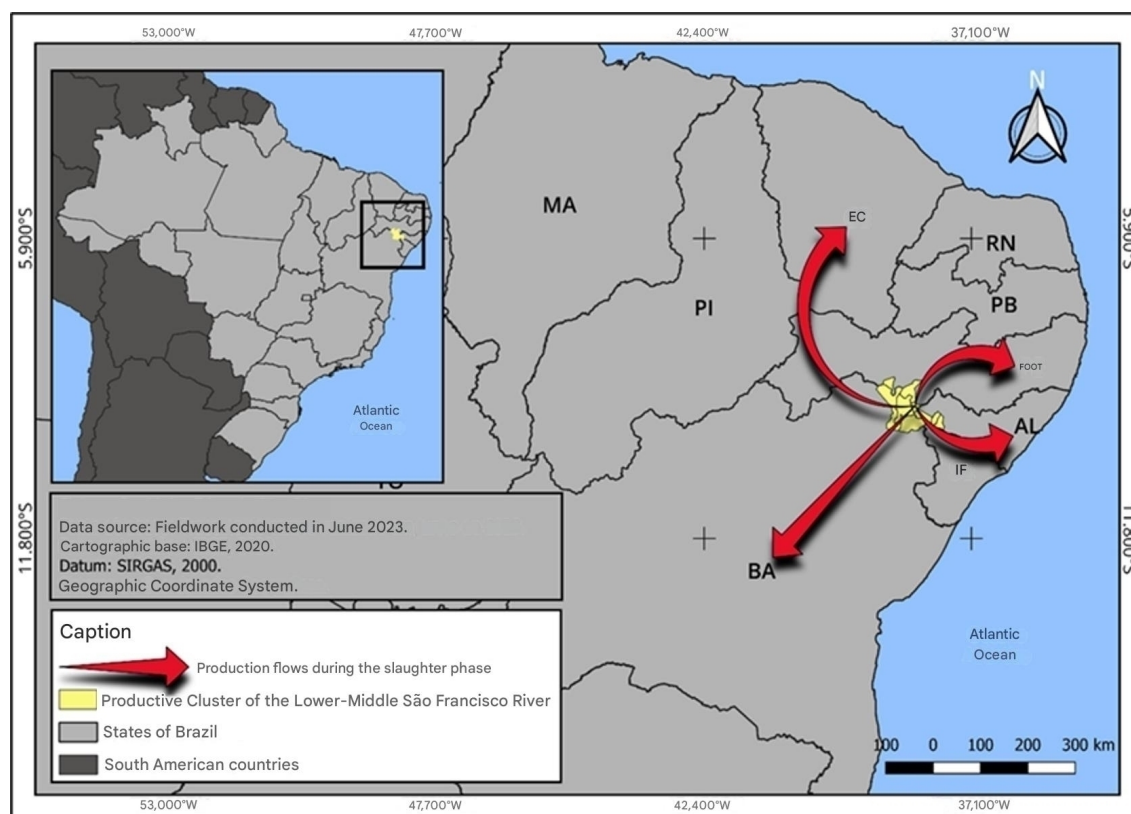 53,000°W 47,700°W 42,400°W 37,100°W
N
5.900°S
5.900°S
MA
EC
RN
PI
PB
FOOT
AL
IF
BA
Atlantic
Ocean
Atlantic
Ocean
11.800°S
11.800°S
Data source: Fieldwork conducted in June 2023.
Cartographic base: IBGE, 2020.
Datum: SIRGAS, 2000.
Geographic Coordinate System.
Caption
Production flows during the slaughter phase
Productive Cluster of the Lower-Middle São Francisco River
States of Brazil
South American countries
100 0 100 200 300 km
53,0000°W 47,700°W 42,400°W 37,100°W